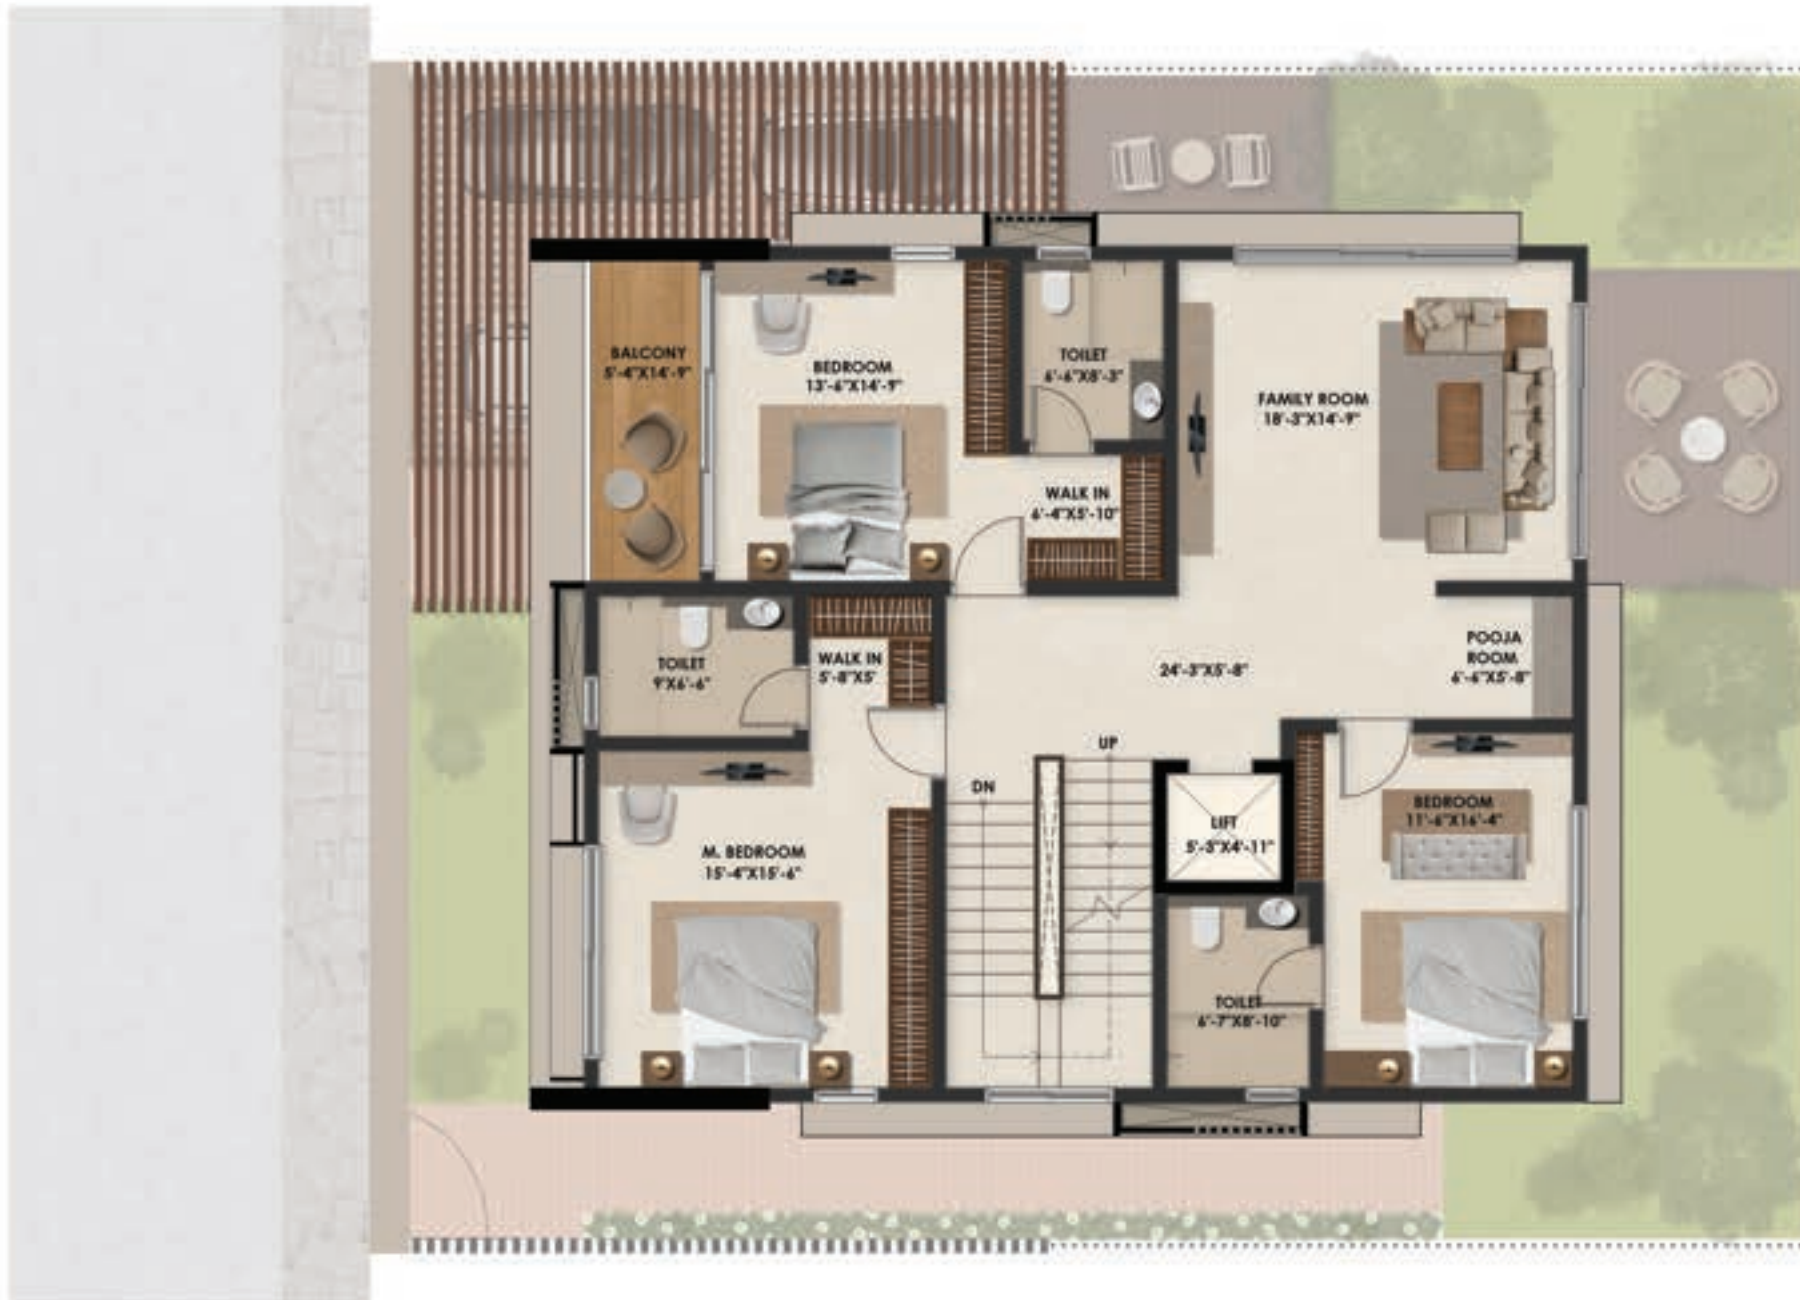 BALCONY
5'-4"X14'-9"
BEDROOM
13'-6"X14'-9"
TOILET
6'-6"X8'-3"
WALK IN
6'-4"X5'-10"
FAMILY ROOM
18'-3"X14'-9"
TOILET
9'X6'-6"
WALK IN
5'-8"X5'
24'-3"X5'-8"
POOJA
ROOM
6'-6"X5'-8"
UP
DN
LIFT
5'-3"X4'-11"
BEDROOM
11'-6"X16'-4"
M. BEDROOM
15'-4"X15'-6"
TOILET
6'-7"X8'-10"